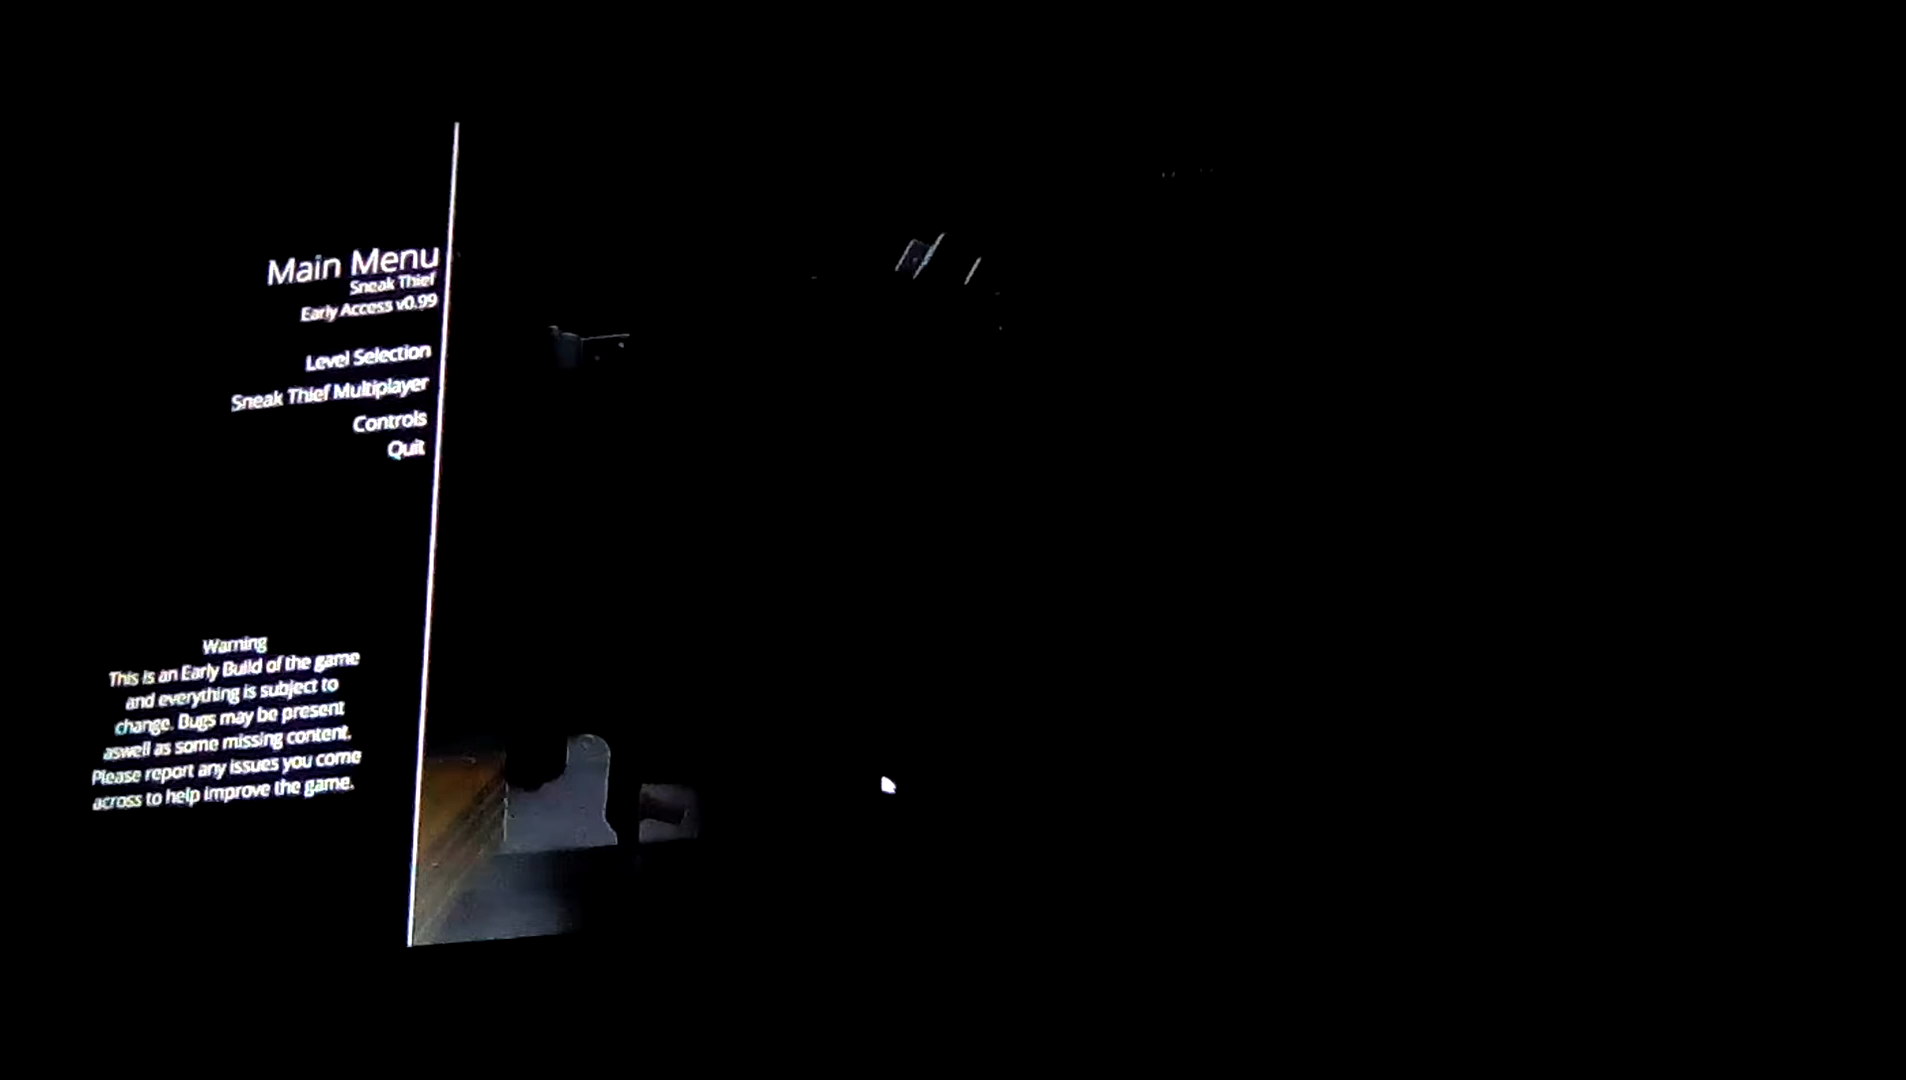 Main Menu
Sneak Thief
Early Access v0.99
Level Selection
Sneak Thief Multiplayer
Controls
Quit
Warning
This is an Early Build of the game
and everything is subject to
change. Bugs may be present
aswell as some missing content.
Please report any issues you come
across to help improve the game.